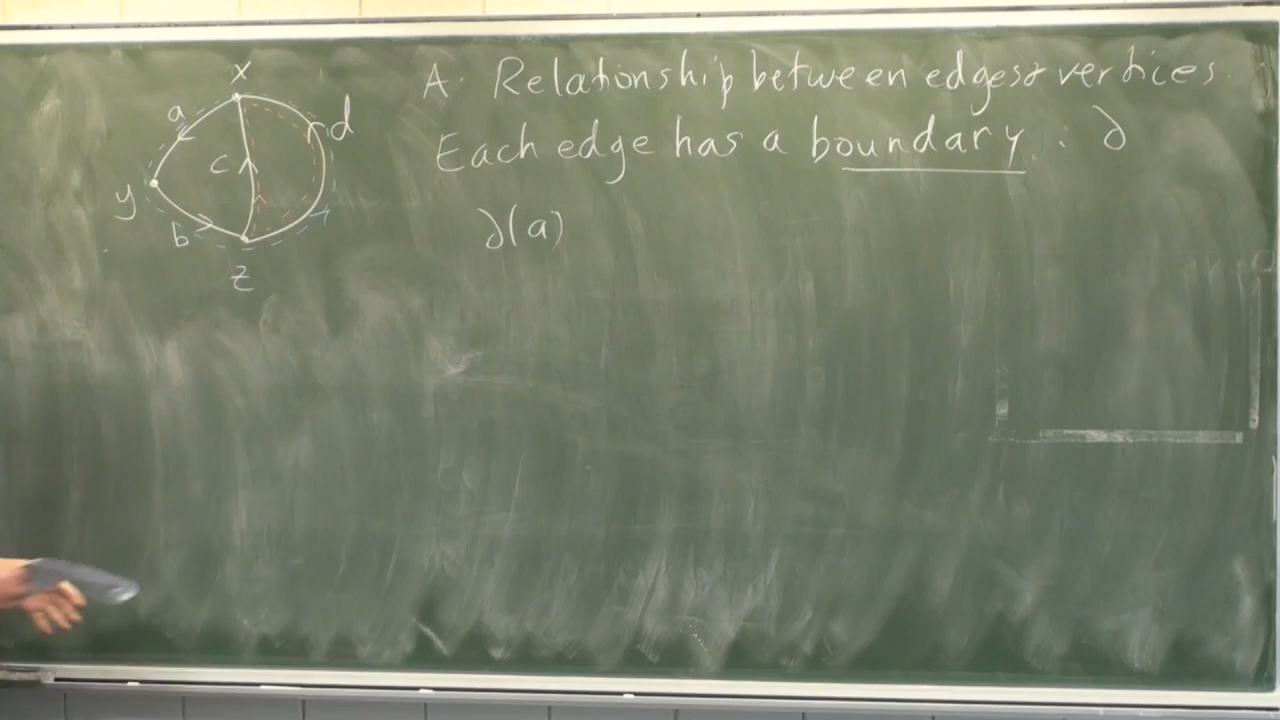 x
a
d
c
y
b
z
A. Relationship between edges & vertices.
Each edge has a boundary : ∂
∂(a)